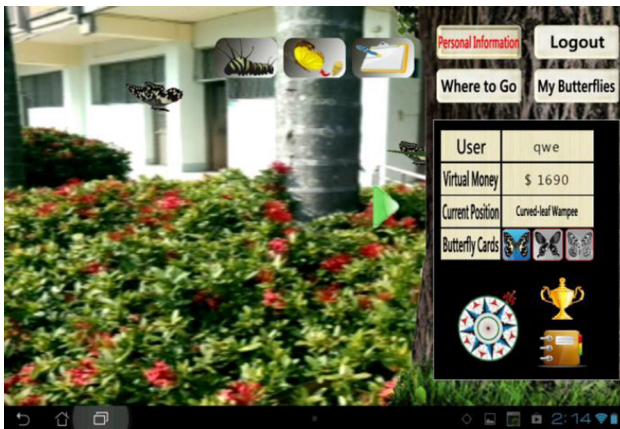 Personal Information
Logout
Where to Go
My Butterflies
User
qwe
Virtual Money
$ 1690
Current Position
Curved-leaf Wampee
Butterfly Cards
2:14